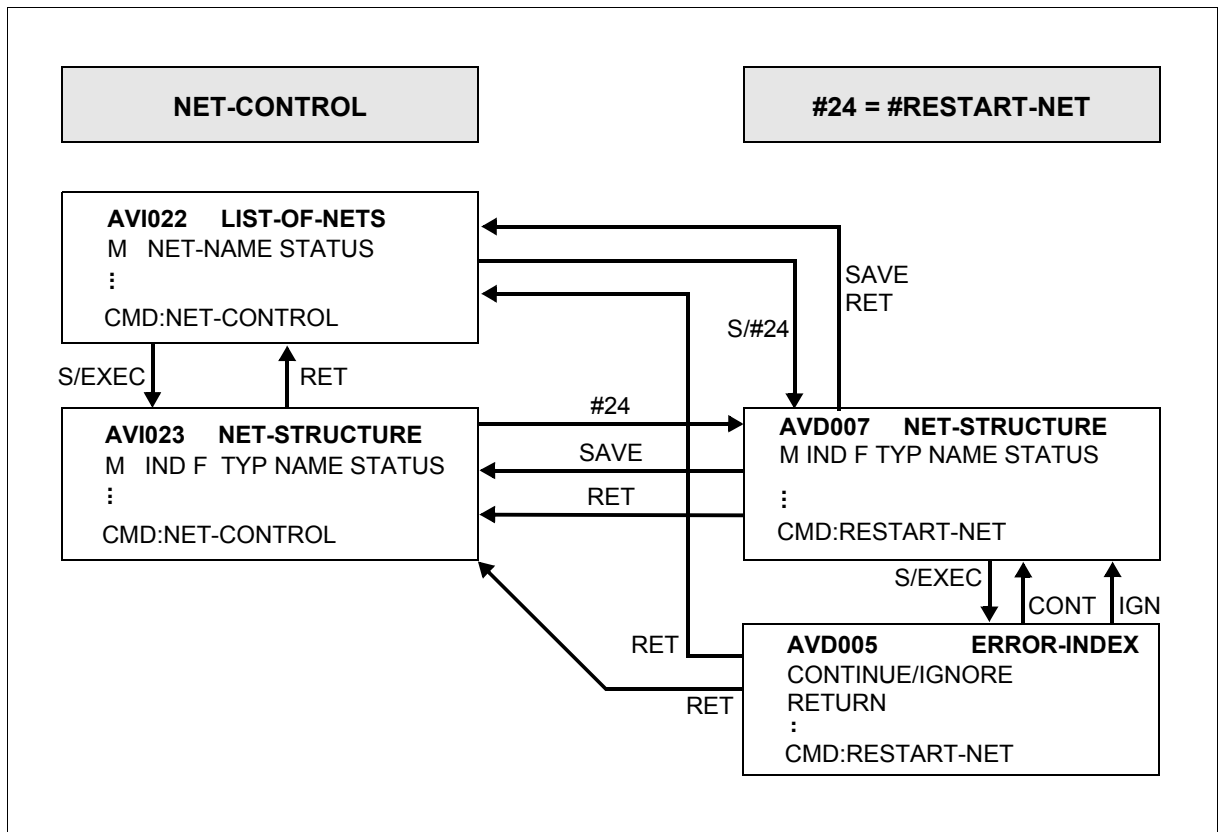 NET-CONTROL
#24 = #RESTART-NET
AVI022 LIST-OF-NETS
M NET-NAME STATUS
⋮
CMD:NET-CONTROL
SAVE
RET
S/#24
S/EXEC
RET
AVI023 NET-STRUCTURE
M IND F TYP NAME STATUS
⋮
CMD:NET-CONTROL
#24
SAVE
RET
AVD007 NET-STRUCTURE
M IND F TYP NAME STATUS
⋮
CMD:RESTART-NET
S/EXEC
CONT
IGN
RET
RET
AVD005 ERROR-INDEX
CONTINUE/IGNORE
RETURN
⋮
CMD:RESTART-NET